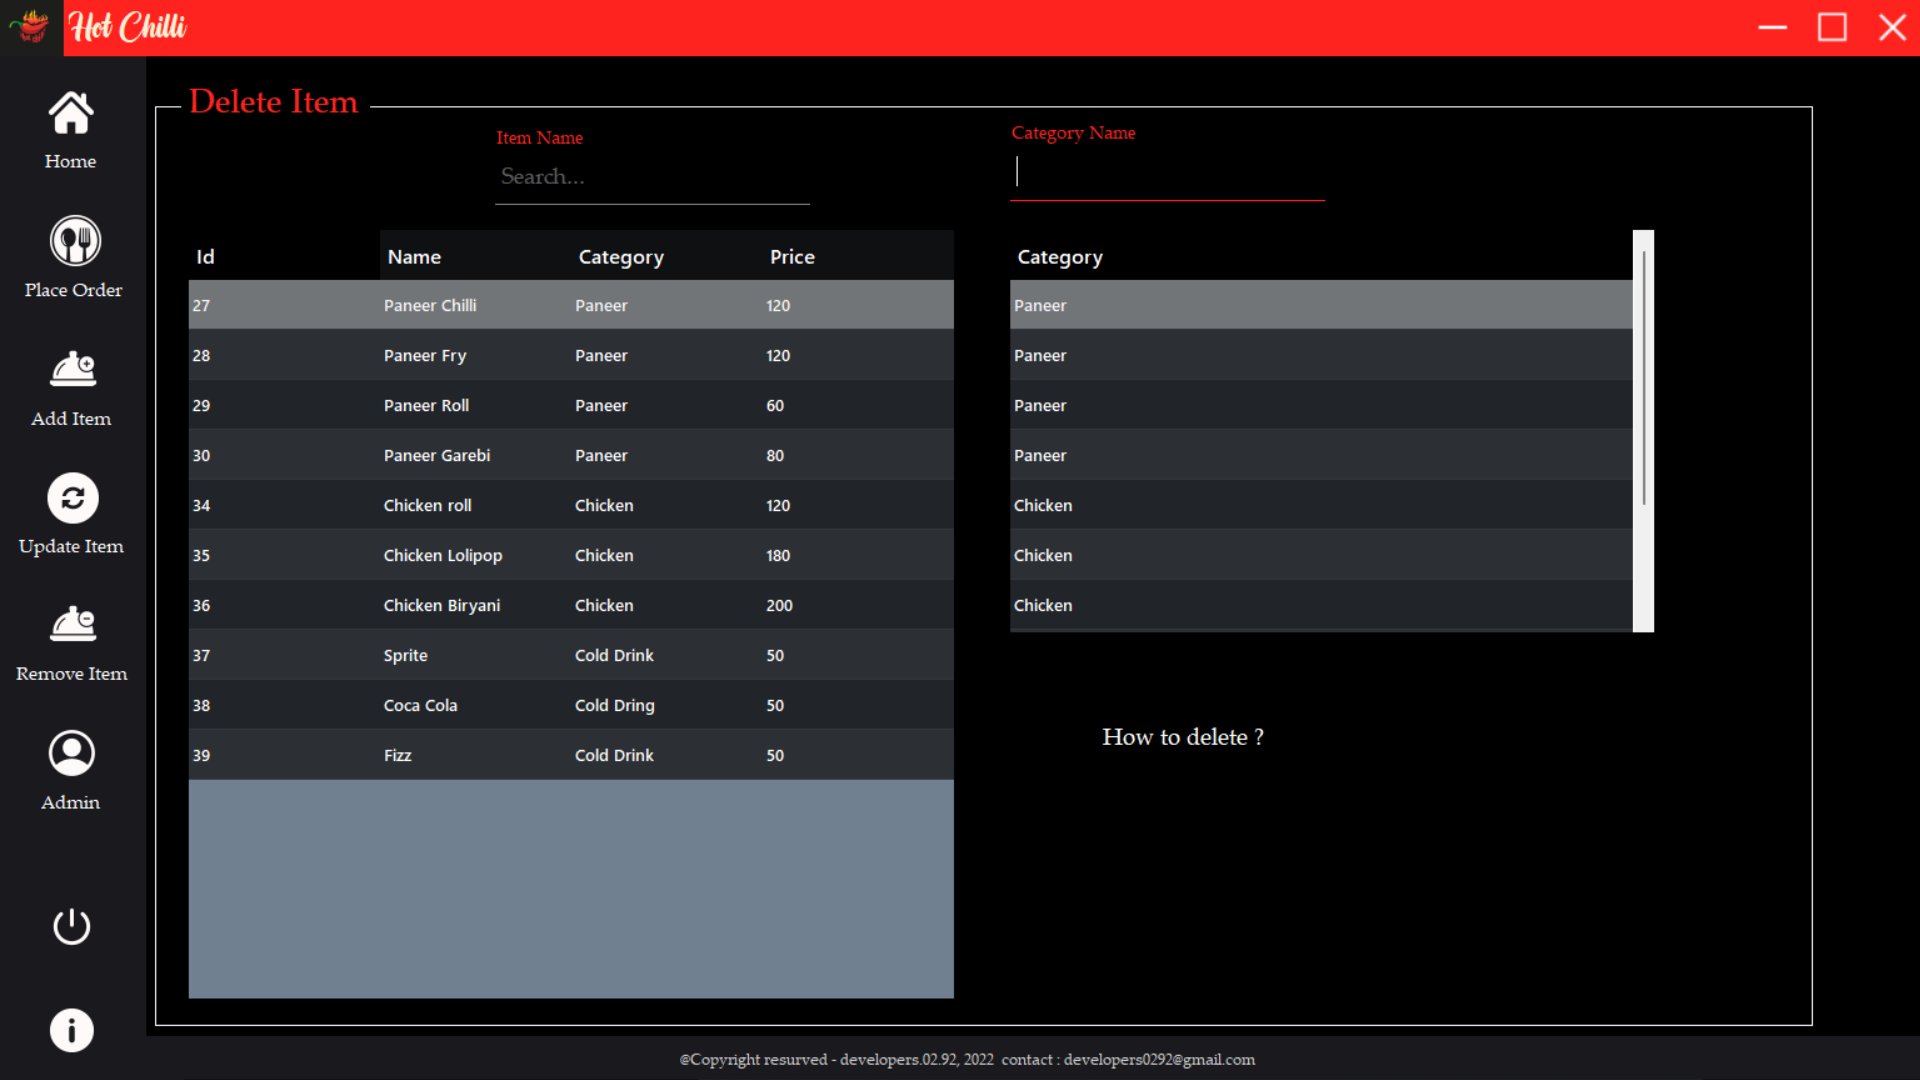 Hot Chilli
Home
Place Order
Add Item
Update Item
Remove Item
Admin
Delete Item
Item Name
Search...
Category Name
Id Name Category Price
27 Paneer Chilli Paneer 120
28 Paneer Fry Paneer 120
29 Paneer Roll Paneer 60
30 Paneer Garebi Paneer 80
34 Chicken roll Chicken 120
35 Chicken Lolipop Chicken 180
36 Chicken Biryani Chicken 200
37 Sprite Cold Drink 50
38 Coca Cola Cold Dring 50
39 Fizz Cold Drink 50
Category
Paneer
Paneer
Paneer
Paneer
Chicken
Chicken
Chicken
How to delete ?
@Copyright resurved - developers.02.92, 2022 contact : developers0292@gmail.com